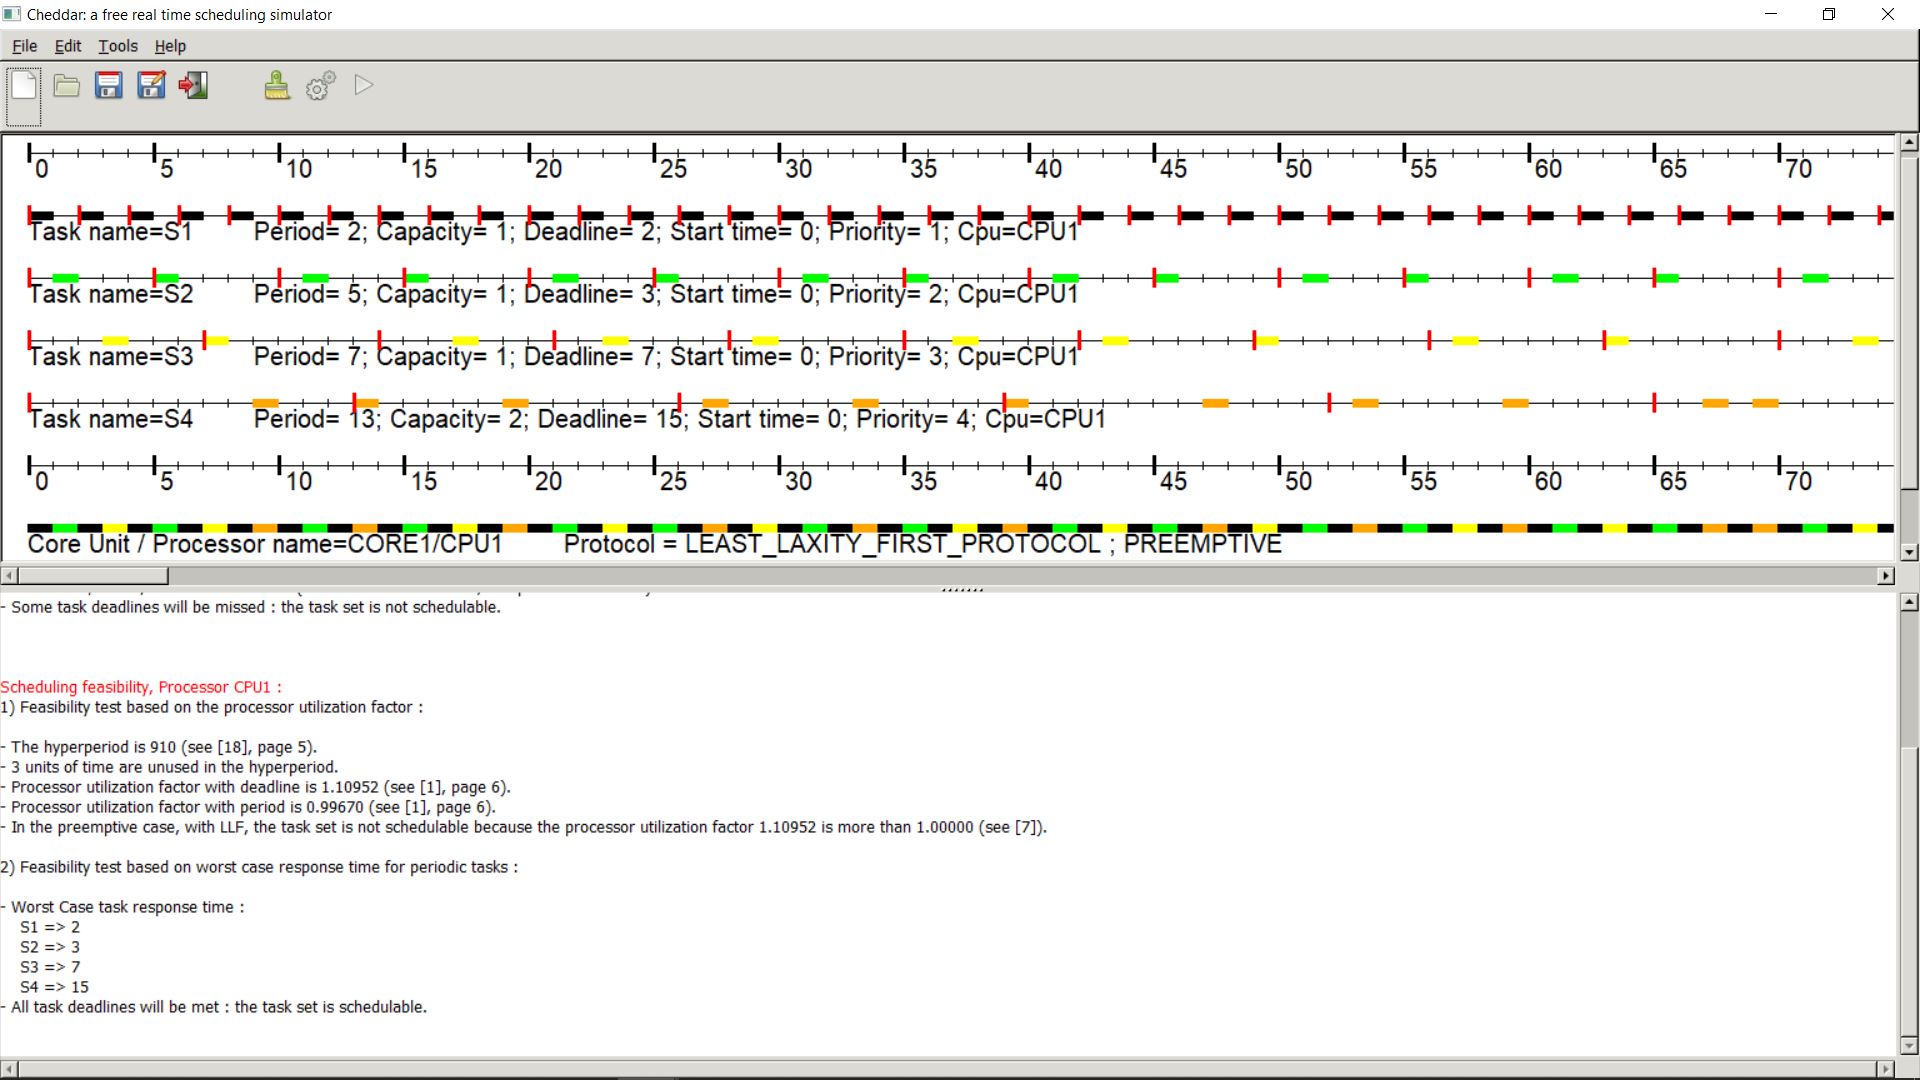 Cheddar: a free real time scheduling simulator
File Edit Tools Help
0 5 10 15 20 25 30 35 40 45 50 55 60 65 70
Task name=S1 Period= 2; Capacity= 1; Deadline= 2; Start time= 0; Priority= 1; Cpu=CPU1
Task name=S2 Period= 5; Capacity= 1; Deadline= 3; Start time= 0; Priority= 2; Cpu=CPU1
Task name=S3 Period= 7; Capacity= 1; Deadline= 7; Start time= 0; Priority= 3; Cpu=CPU1
Task name=S4 Period= 13; Capacity= 2; Deadline= 15; Start time= 0; Priority= 4; Cpu=CPU1
0 5 10 15 20 25 30 35 40 45 50 55 60 65 70
Core Unit / Processor name=CORE1/CPU1 Protocol = LEAST_LAXITY_FIRST_PROTOCOL ; PREEMPTIVE
- Some task deadlines will be missed : the task set is not schedulable.
Scheduling feasibility, Processor CPU1 :
1) Feasibility test based on the processor utilization factor :
- The hyperperiod is 910 (see [18], page 5).
- 3 units of time are unused in the hyperperiod.
- Processor utilization factor with deadline is 1.10952 (see [1], page 6).
- Processor utilization factor with period is 0.99670 (see [1], page 6).
- In the preemptive case, with LLF, the task set is not schedulable because the processor utilization factor 1.10952 is more than 1.00000 (see [7]).
2) Feasibility test based on worst case response time for periodic tasks :
- Worst Case task response time :
S1 => 2
S2 => 3
S3 => 7
S4 => 15
- All task deadlines will be met : the task set is schedulable.